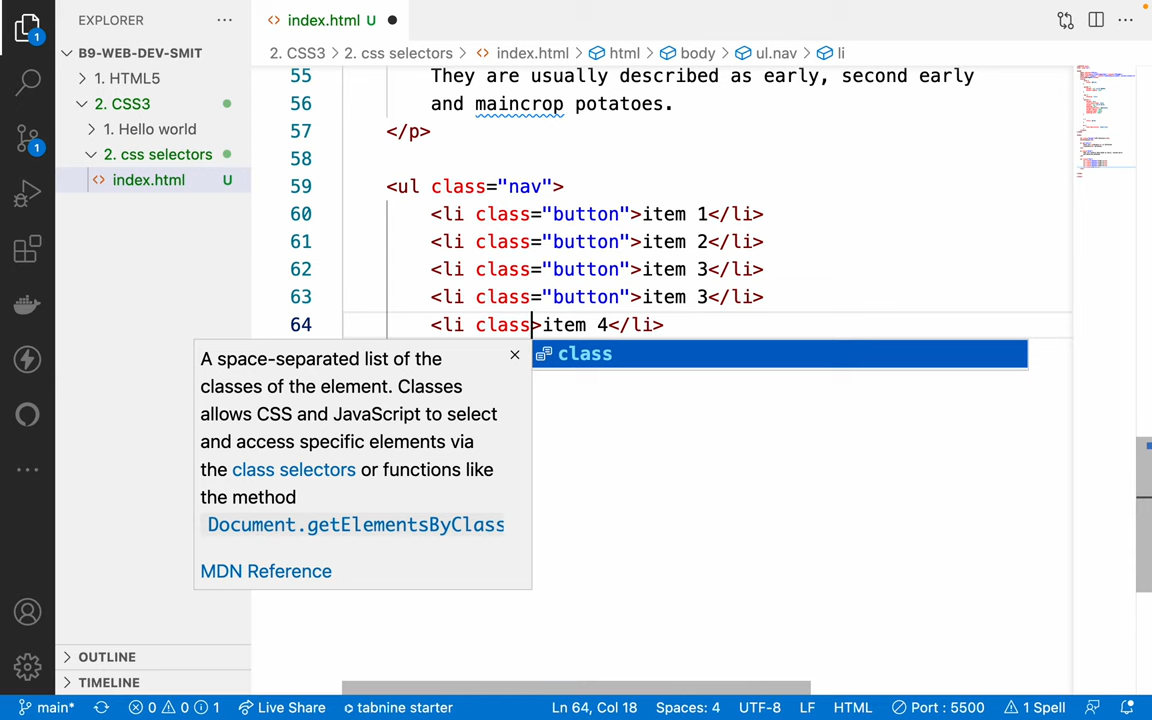 EXPLORER
index.html U
B9-WEB-DEV-SMIT
1. HTML5
2. CSS3
1. Hello world
2. css selectors
index.html U
2. CSS3 > 2. css selectors > index.html > html > body > ul.nav > li
55 They are usually described as early, second early
56 and maincrop potatoes.
57 </p>
58
59 <ul class="nav">
60 <li class="button">item 1</li>
61 <li class="button">item 2</li>
62 <li class="button">item 3</li>
63 <li class="button">item 3</li>
64 <li class>item 4</li>
class
A space-separated list of the
classes of the element. Classes
allows CSS and JavaScript to select
and access specific elements via
the class selectors or functions like
the method
Document.getElementsByClass
MDN Reference
OUTLINE
TIMELINE
1
1
main* 0 0 1 Live Share tabnine starter Ln 64, Col 18 Spaces: 4 UTF-8 LF HTML Port : 5500 1 Spell